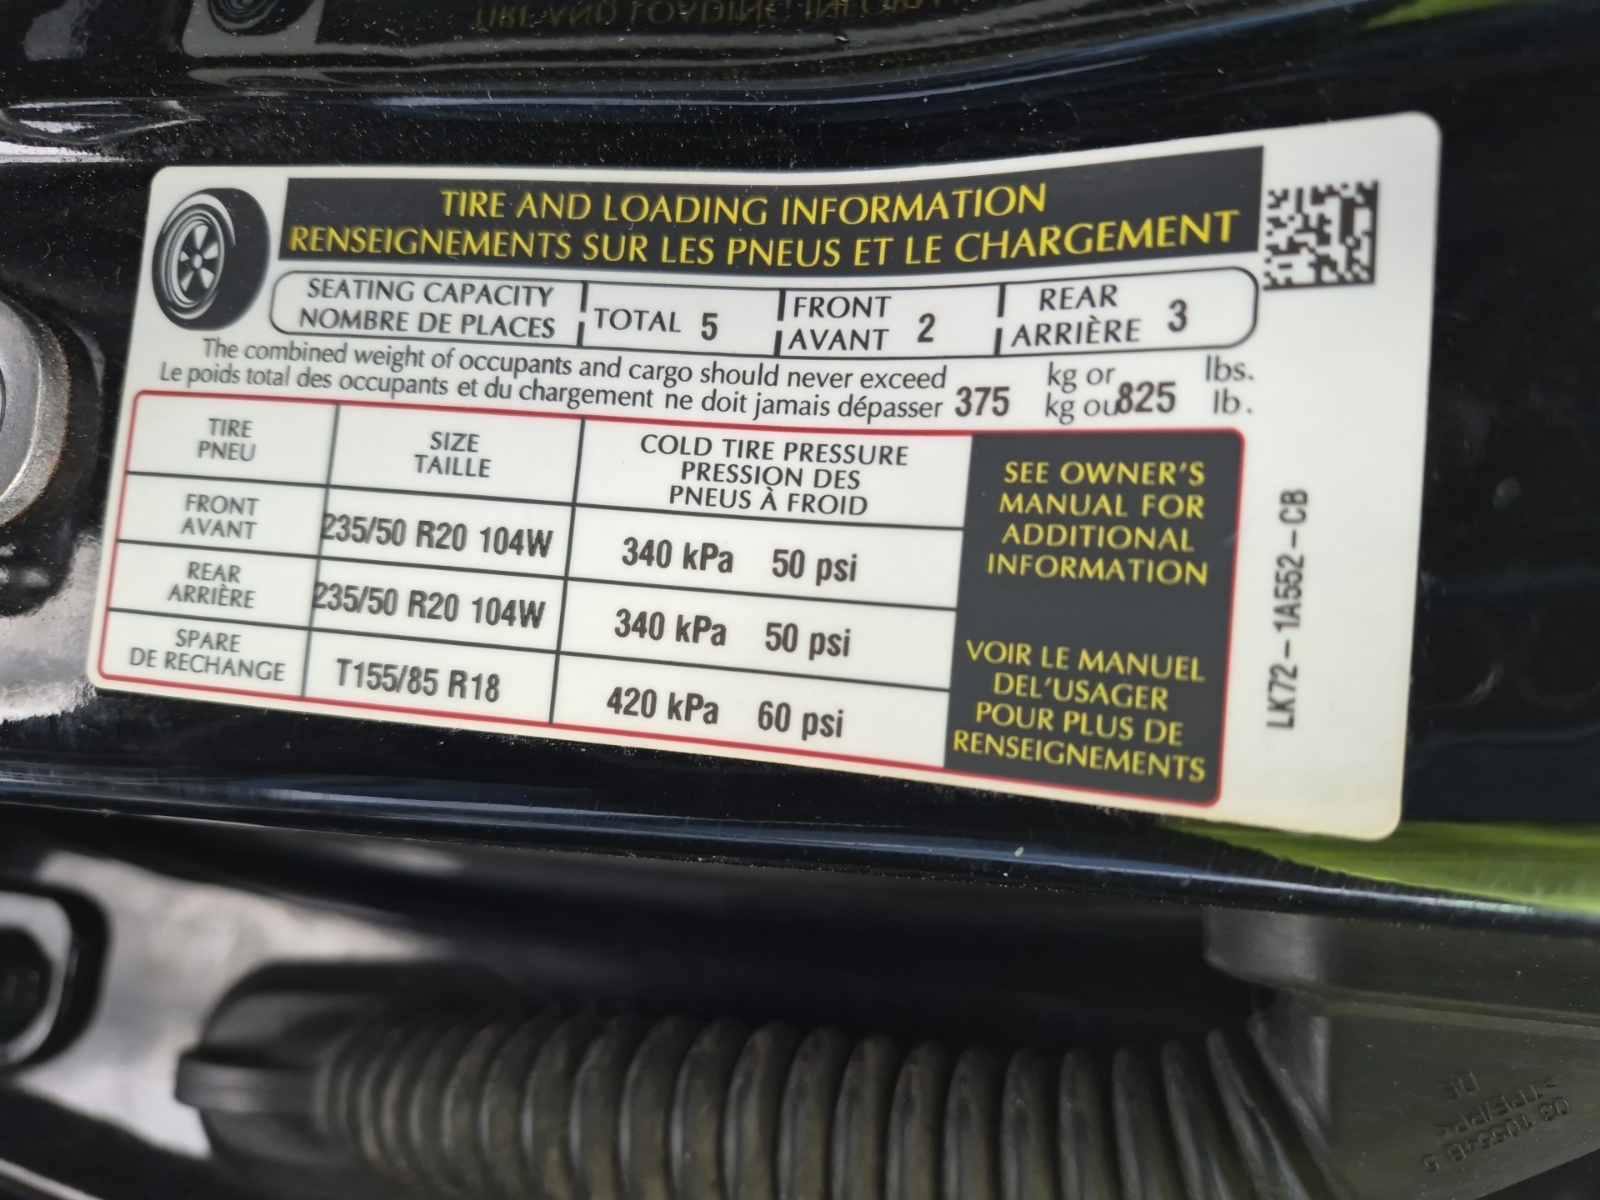 TIRE AND LOADING INFORMATION
RENSEIGNEMENTS SUR LES PNEUS ET LE CHARGEMENT
SEATING CAPACITY
NOMBRE DE PLACES
TOTAL 5
FRONT
AVANT 2
REAR
ARRIÈRE 3
The combined weight of occupants and cargo should never exceed
Le poids total des occupants et du chargement ne doit jamais dépasser
375 kg or 825 lbs.
kg ou lb.
TIRE
PNEU
SIZE
TAILLE
COLD TIRE PRESSURE
PRESSION DES
PNEUS À FROID
FRONT
AVANT
235/50 R20 104W
340 kPa 50 psi
REAR
ARRIÈRE
235/50 R20 104W
340 kPa 50 psi
SPARE
DE RECHANGE
T155/85 R18
420 kPa 60 psi
SEE OWNER'S
MANUAL FOR
ADDITIONAL
INFORMATION
VOIR LE MANUEL
DEL'USAGER
POUR PLUS DE
RENSEIGNEMENTS
LK72-1A552-CB